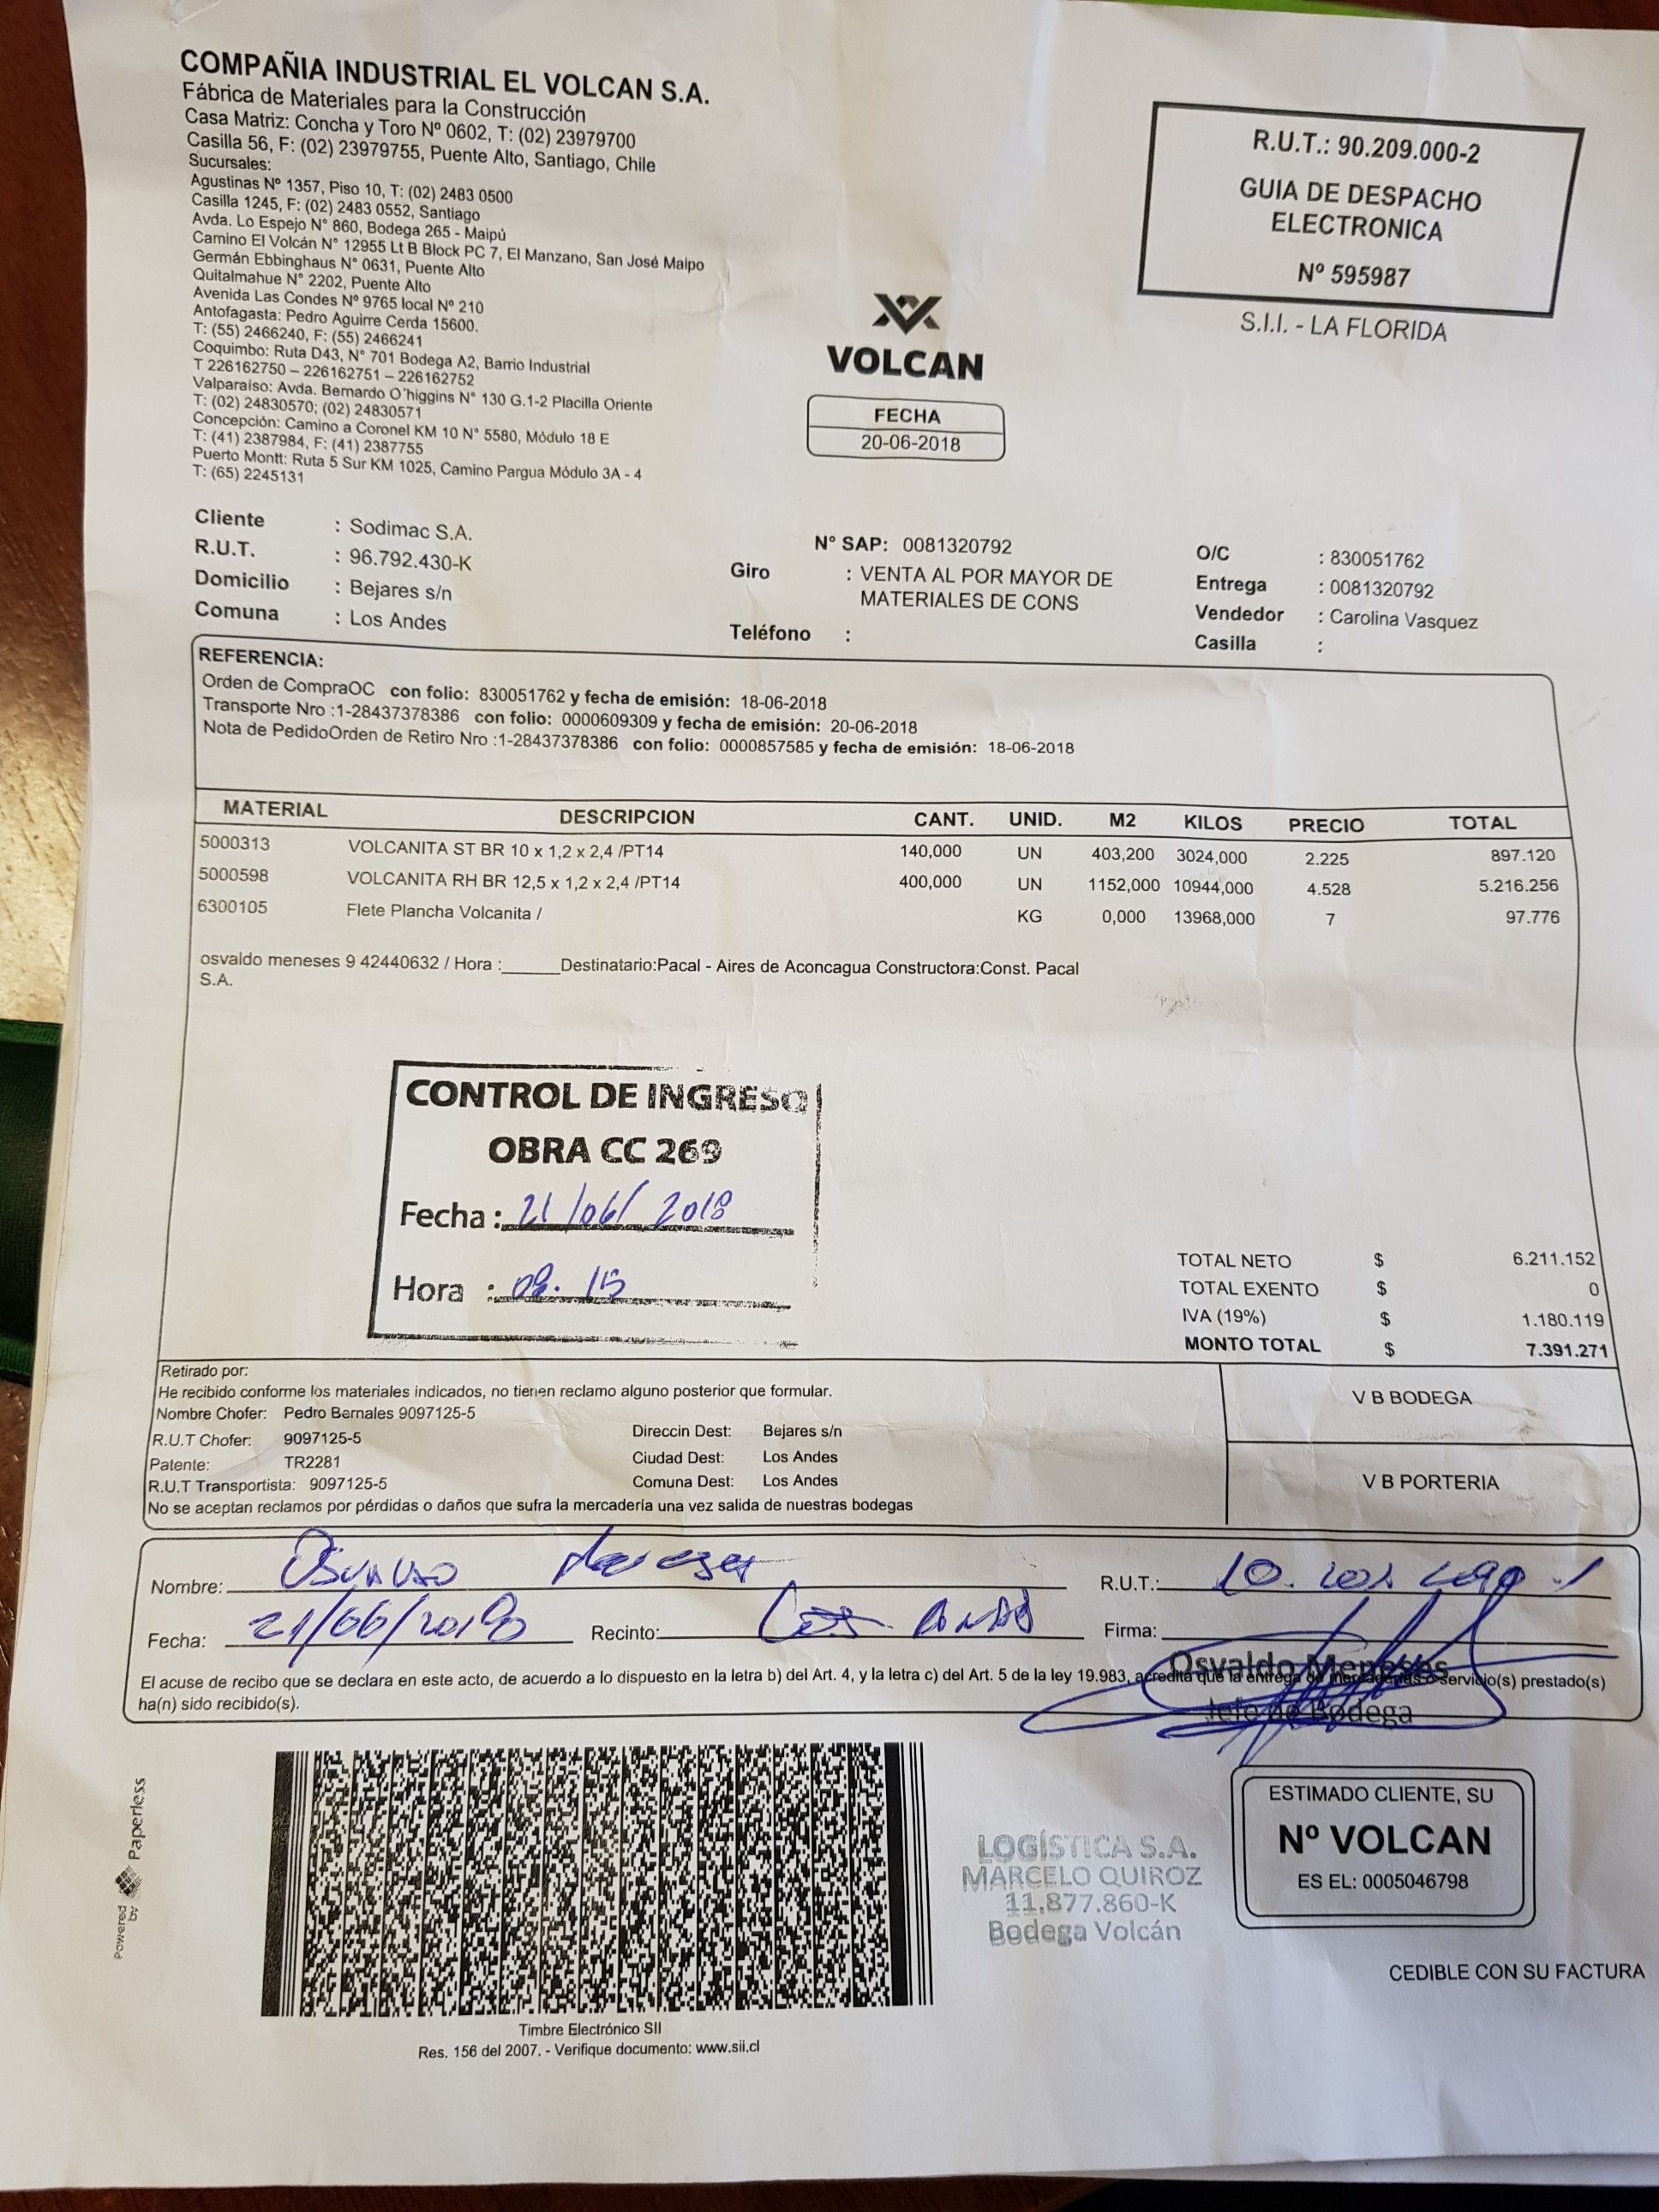 COMPAÑIA INDUSTRIAL EL VOLCAN S.A.
Fábrica de Materiales para la Construcción
Casa Matriz: Concha y Toro Nº 0602, T: (02) 23979700
Casilla 56, F: (02) 23979755, Puente Alto, Santiago, Chile
Sucursales:
Agustinas Nº 1357, Piso 10, T: (02) 2483 0500
Casilla 1245, F: (02) 2483 0552, Santiago
Avda. Lo Espejo N° 860, Bodega 265 - Maipú
Camino El Volcán N° 12955 Lt B Block PC 7, El Manzano, San José Maipo
Germán Ebbinghaus N° 0631, Puente Alto
Quitalmahue N° 2202, Puente Alto
Avenida Las Condes Nº 9765 local Nº 210
Antofagasta: Pedro Aguirre Cerda 15600.
T: (55) 2466240, F: (55) 2466241
Coquimbo: Ruta D43, N° 701 Bodega A2, Barrio Industrial
T 226162750 – 226162751 – 226162752
Valparaíso: Avda. Bernardo O´higgins N° 130 G.1-2 Placilla Oriente
T: (02) 24830570; (02) 24830571
Concepción: Camino a Coronel KM 10 N° 5580, Módulo 18 E
T: (41) 2387984, F: (41) 2387755
Puerto Montt: Ruta 5 Sur KM 1025, Camino Pargua Módulo 3A - 4
T: (65) 2245131
VOLCAN
FECHA
20-06-2018
R.U.T.: 90.209.000-2
GUIA DE DESPACHO
ELECTRONICA
Nº 595987
S.I.I. - LA FLORIDA
Cliente : Sodimac S.A.
R.U.T. : 96.792.430-K
Domicilio : Bejares s/n
Comuna : Los Andes
N° SAP: 0081320792
Giro : VENTA AL POR MAYOR DE
MATERIALES DE CONS
Teléfono :
O/C : 830051762
Entrega : 0081320792
Vendedor : Carolina Vasquez
Casilla :
REFERENCIA:
Orden de CompraOC con folio: 830051762 y fecha de emisión: 18-06-2018
Transporte Nro :1-28437378386 con folio: 0000609309 y fecha de emisión: 20-06-2018
Nota de PedidoOrden de Retiro Nro :1-28437378386 con folio: 0000857585 y fecha de emisión: 18-06-2018
MATERIAL DESCRIPCION CANT. UNID. M2 KILOS PRECIO TOTAL
5000313 VOLCANITA ST BR 10 x 1,2 x 2,4 /PT14 140,000 UN 403,200 3024,000 2.225 897.120
5000598 VOLCANITA RH BR 12,5 x 1,2 x 2,4 /PT14 400,000 UN 1152,000 10944,000 4.528 5.216.256
6300105 Flete Plancha Volcanita / KG 0,000 13968,000 7 97.776
osvaldo meneses 9 42440632 / Hora :______Destinatario:Pacal - Aires de Aconcagua Constructora:Const. Pacal
S.A.
CONTROL DE INGRESO
OBRA CC 269
Fecha : 21/06/2018
Hora : 08.15
TOTAL NETO $ 6.211.152
TOTAL EXENTO $ 0
IVA (19%) $ 1.180.119
MONTO TOTAL $ 7.391.271
Retirado por:
He recibido conforme los materiales indicados, no tienen reclamo alguno posterior que formular.
Nombre Chofer: Pedro Bernales 9097125-5
R.U.T Chofer: 9097125-5
Patente: TR2281
R.U.T Transportista: 9097125-5
Direccin Dest: Bejares s/n
Ciudad Dest: Los Andes
Comuna Dest: Los Andes
No se aceptan reclamos por pérdidas o daños que sufra la mercadería una vez salida de nuestras bodegas
V B BODEGA
V B PORTERIA
Nombre: Osvaldo Meneses
R.U.T.: 10.
Fecha: 21/06/2018 Recinto: Los Andes Firma:
Osvaldo Meneses
Jefe de Bodega
El acuse de recibo que se declara en este acto, de acuerdo a lo dispuesto en la letra b) del Art. 4, y la letra c) del Art. 5 de la ley 19.983, acredita que la entrega de mercaderías o servicio(s) prestado(s)
ha(n) sido recibido(s).
Powered by Paperless
LOGÍSTICA S.A.
MARCELO QUIROZ
11.877.860-K
Bodega Volcán
ESTIMADO CLIENTE, SU
Nº VOLCAN
ES EL: 0005046798
CEDIBLE CON SU FACTURA
Timbre Electrónico SII
Res. 156 del 2007. - Verifique documento: www.sii.cl